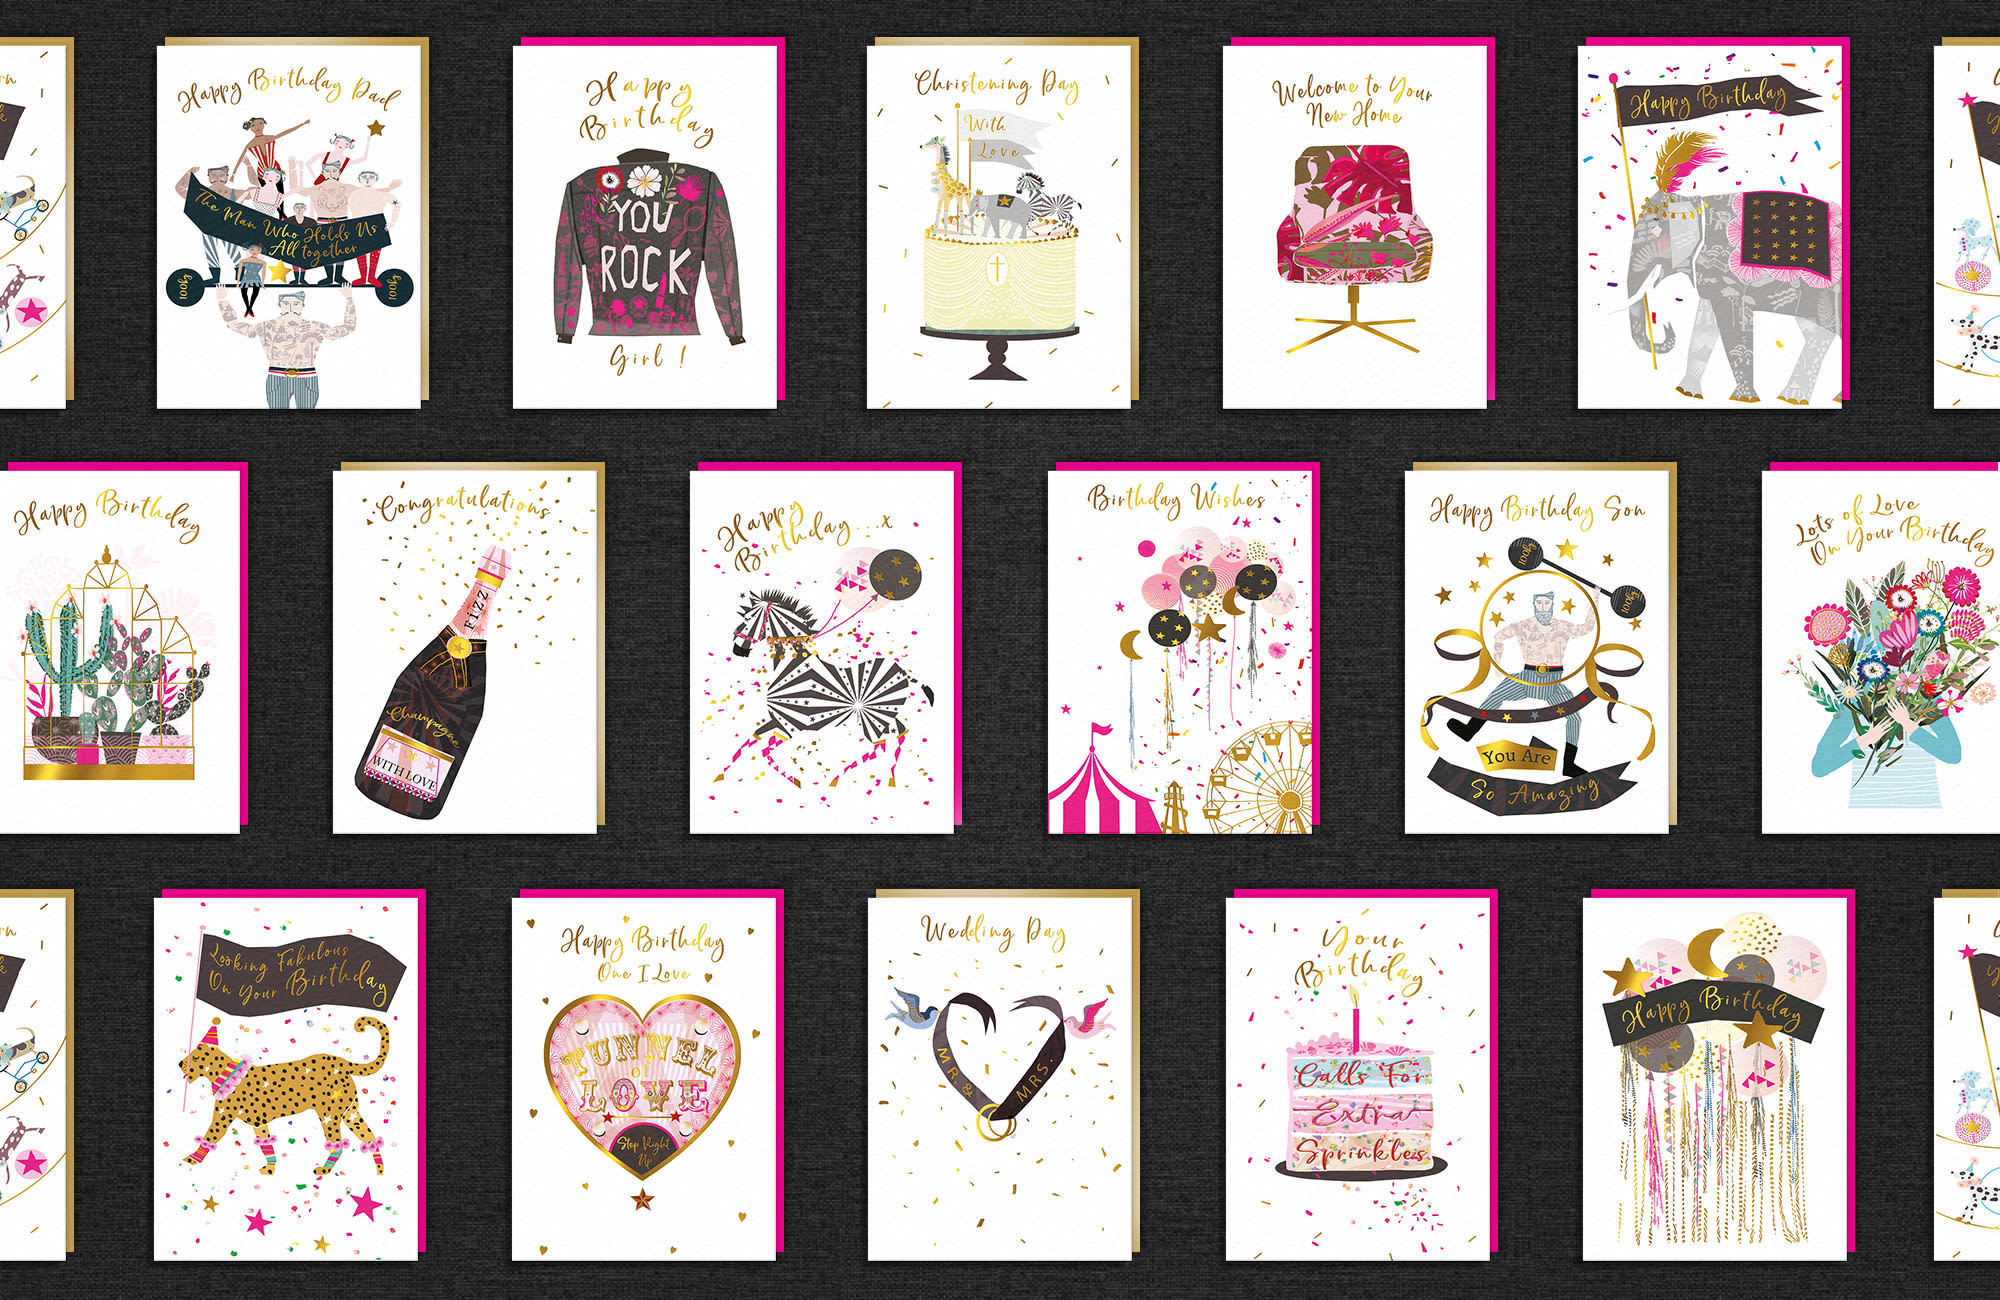 Happy Birthday Dad
The Man Who Holds Us
All together
100kg
100kg
Happy
Birthday
YOU
ROCK
Girl !
Christening Day
With
Love
Welcome to Your
New Home
Happy Birthday
Happy Birthday
Congratulations
FIZZ
Champagne
WITH LOVE
Happy
Birthday...x
Birthday Wishes
Happy Birthday Son
100kg
100kg
You Are
So Amazing
Lots of Love
On Your Birthday
Looking Fabulous
On Your Birthday
Happy Birthday
One I Love
TUNNEL
OF
LOVE
Step Right
Up
Wedding Day
MR. &
MRS.
Your
Birthday
Calls For
Extra
Sprinkles
Happy Birthday